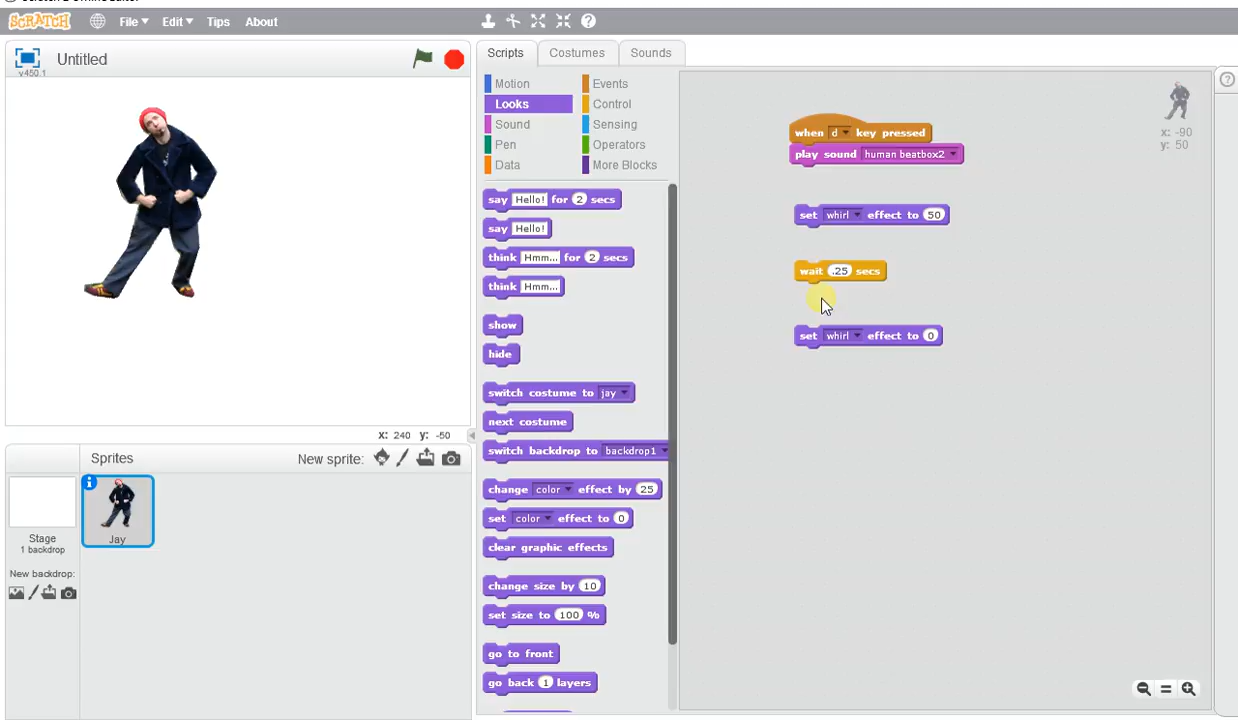 SCRATCH File Edit Tips About
Untitled
v450.1
Scripts Costumes Sounds
Motion Events
Looks Control
Sound Sensing
Pen Operators
Data More Blocks
say Hello! for 2 secs
say Hello!
think Hmm... for 2 secs
think Hmm...
show
hide
switch costume to jay
next costume
switch backdrop to backdrop1
change color effect by 25
set color effect to 0
clear graphic effects
change size by 10
set size to 100 %
go to front
go back 1 layers
when d key pressed
play sound human beatbox2
set whirl effect to 50
wait .25 secs
set whirl effect to 0
x: -90
y: 50
x: 240 y: -50
Sprites New sprite:
Stage
1 backdrop
New backdrop:
Jay